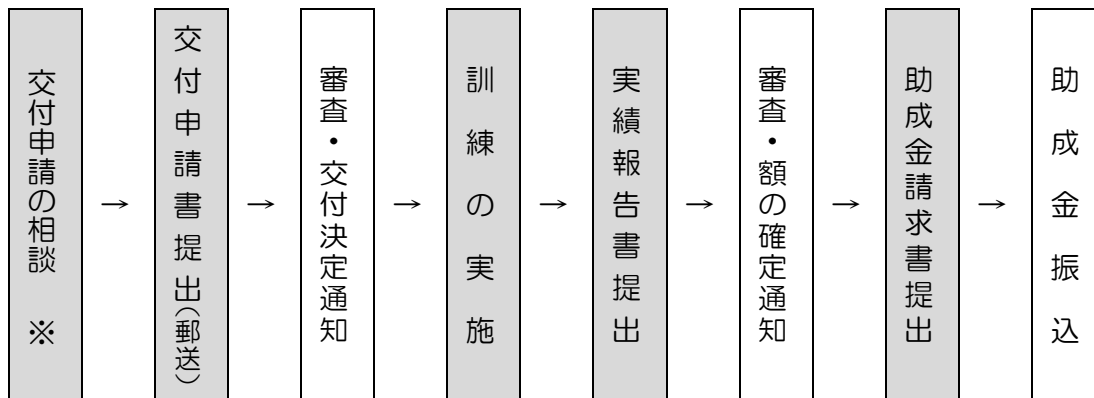 交付申請の相談 ※
→
交付申請書提出（郵送）
→
審査・交付決定通知
→
訓練の実施
→
実績報告書提出
→
審査・額の確定通知
→
助成金請求書提出
→
助成金振込